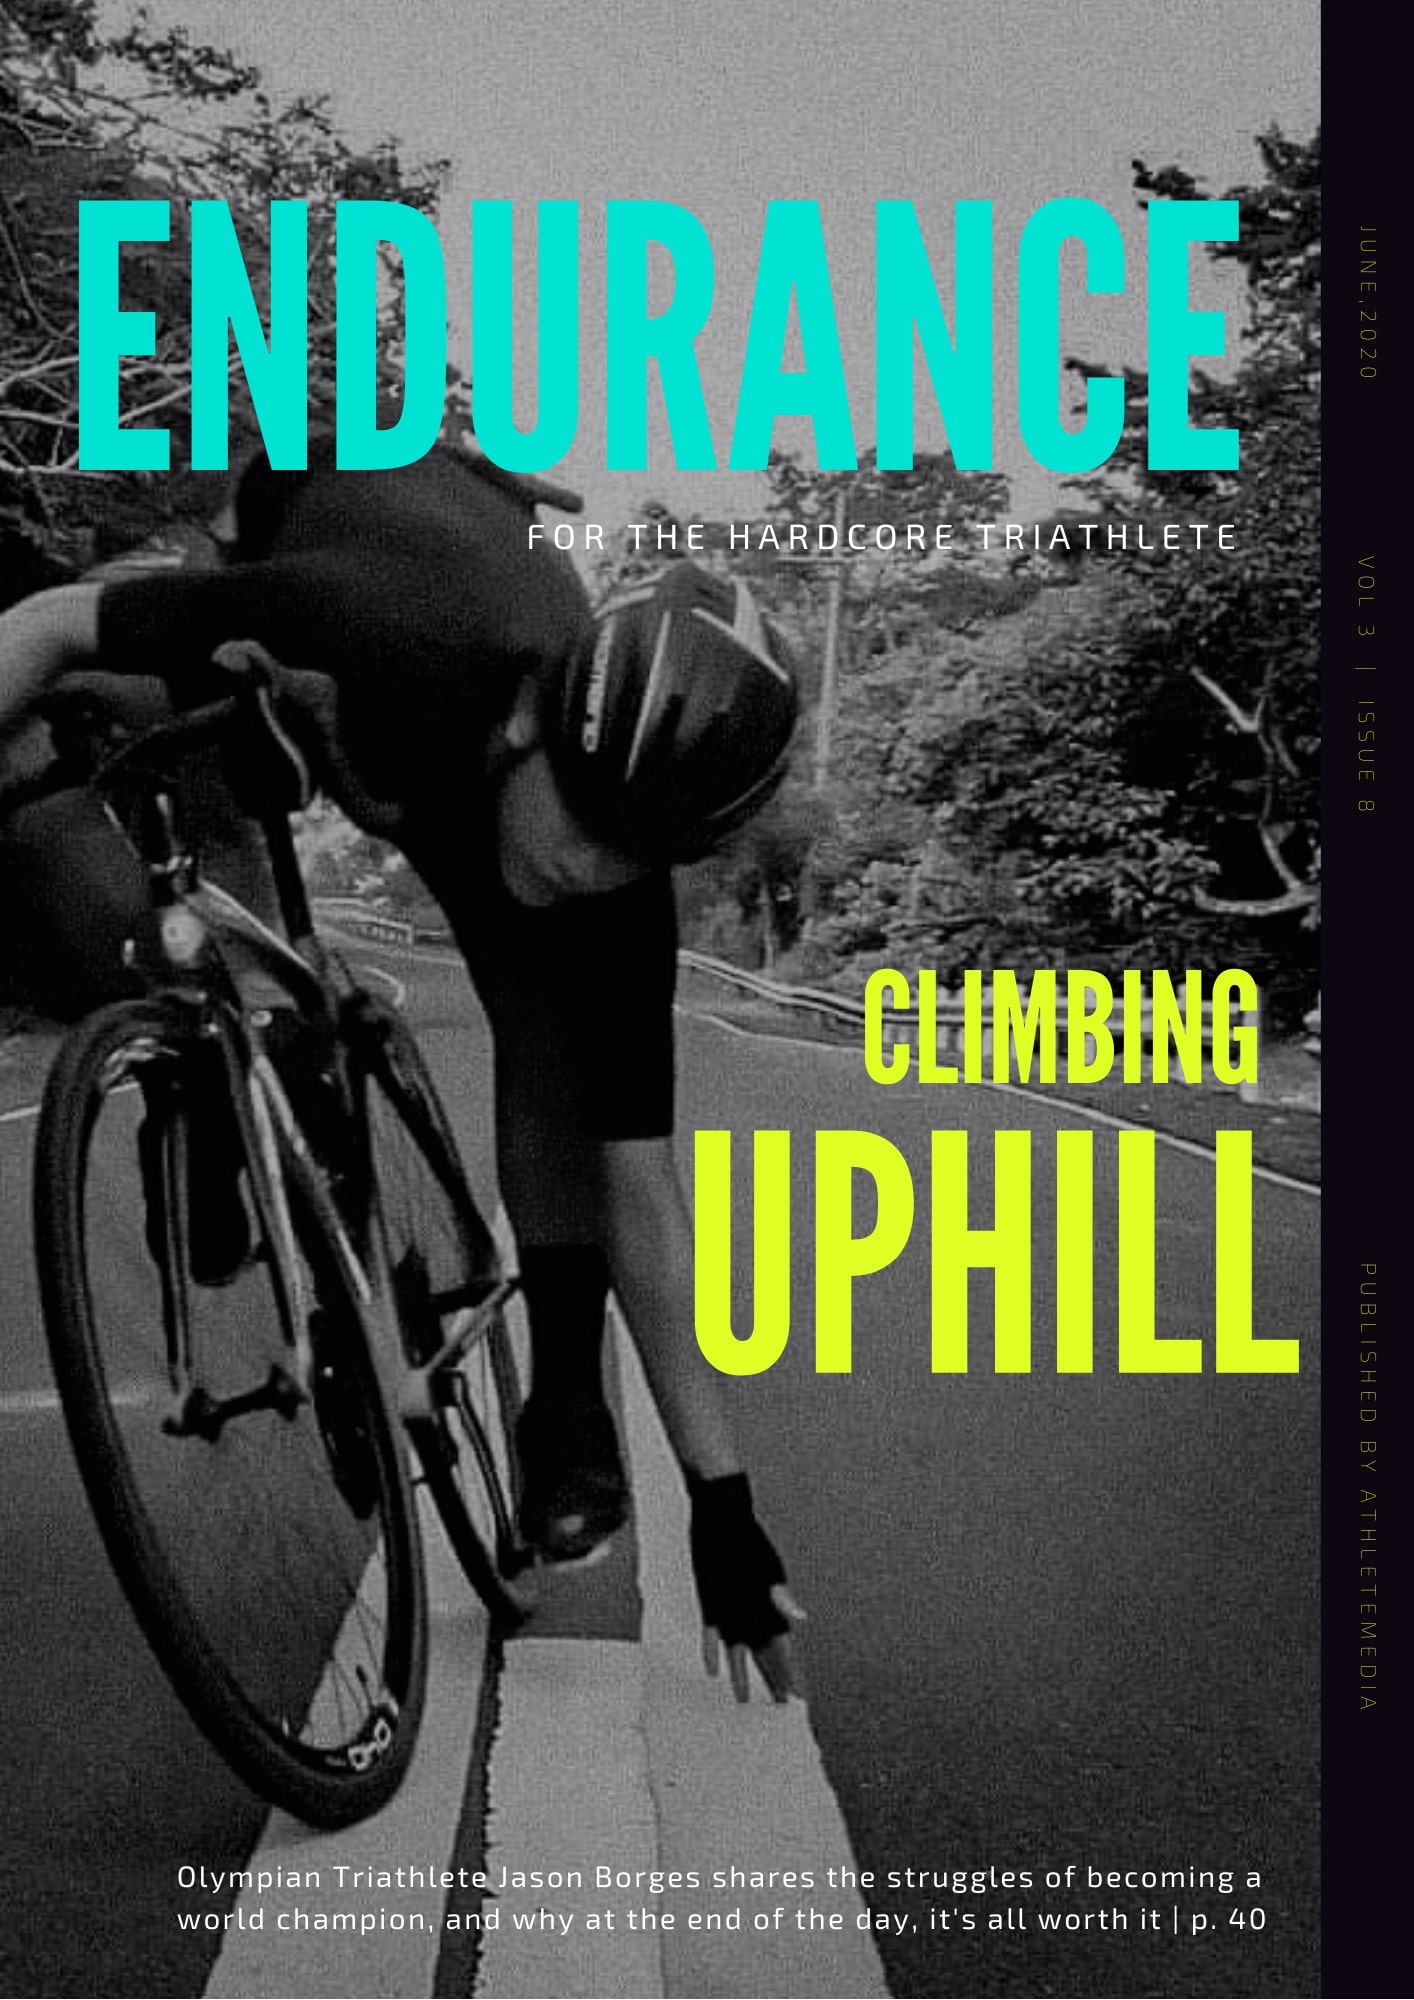 ENDURANCE
FOR THE HARDCORE TRIATHLETE
CLIMBING
UPHILL
Olympian Triathlete Jason Borges shares the struggles of becoming a
world champion, and why at the end of the day, it's all worth it | p. 40
JUNE,2020
VOL 3 | ISSUE 8
PUBLISHED BY ATHLETEMEDIA